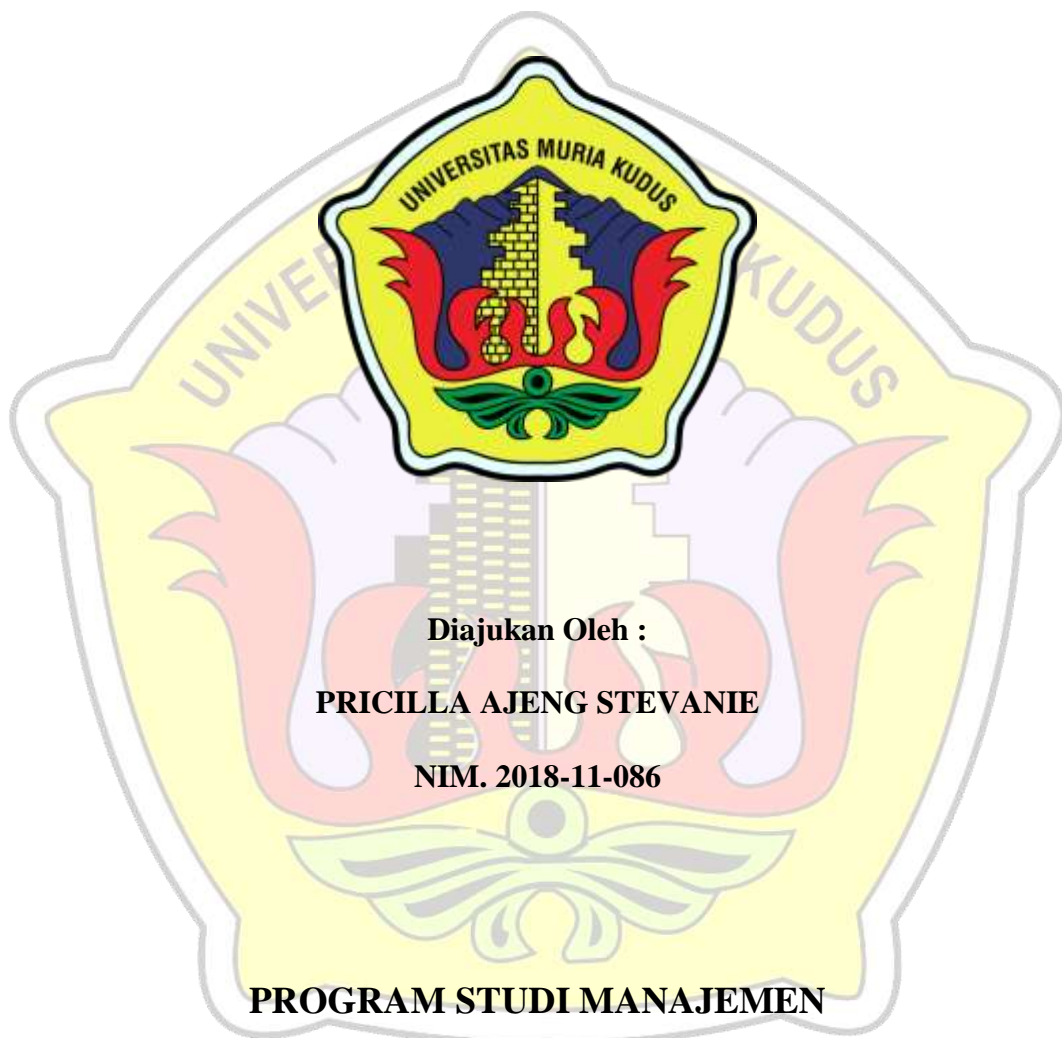 UNIVERSITAS MURIA KUDUS
Diajukan Oleh :
PRICILLA AJENG STEVANIE
NIM. 2018-11-086
PROGRAM STUDI MANAJEMEN